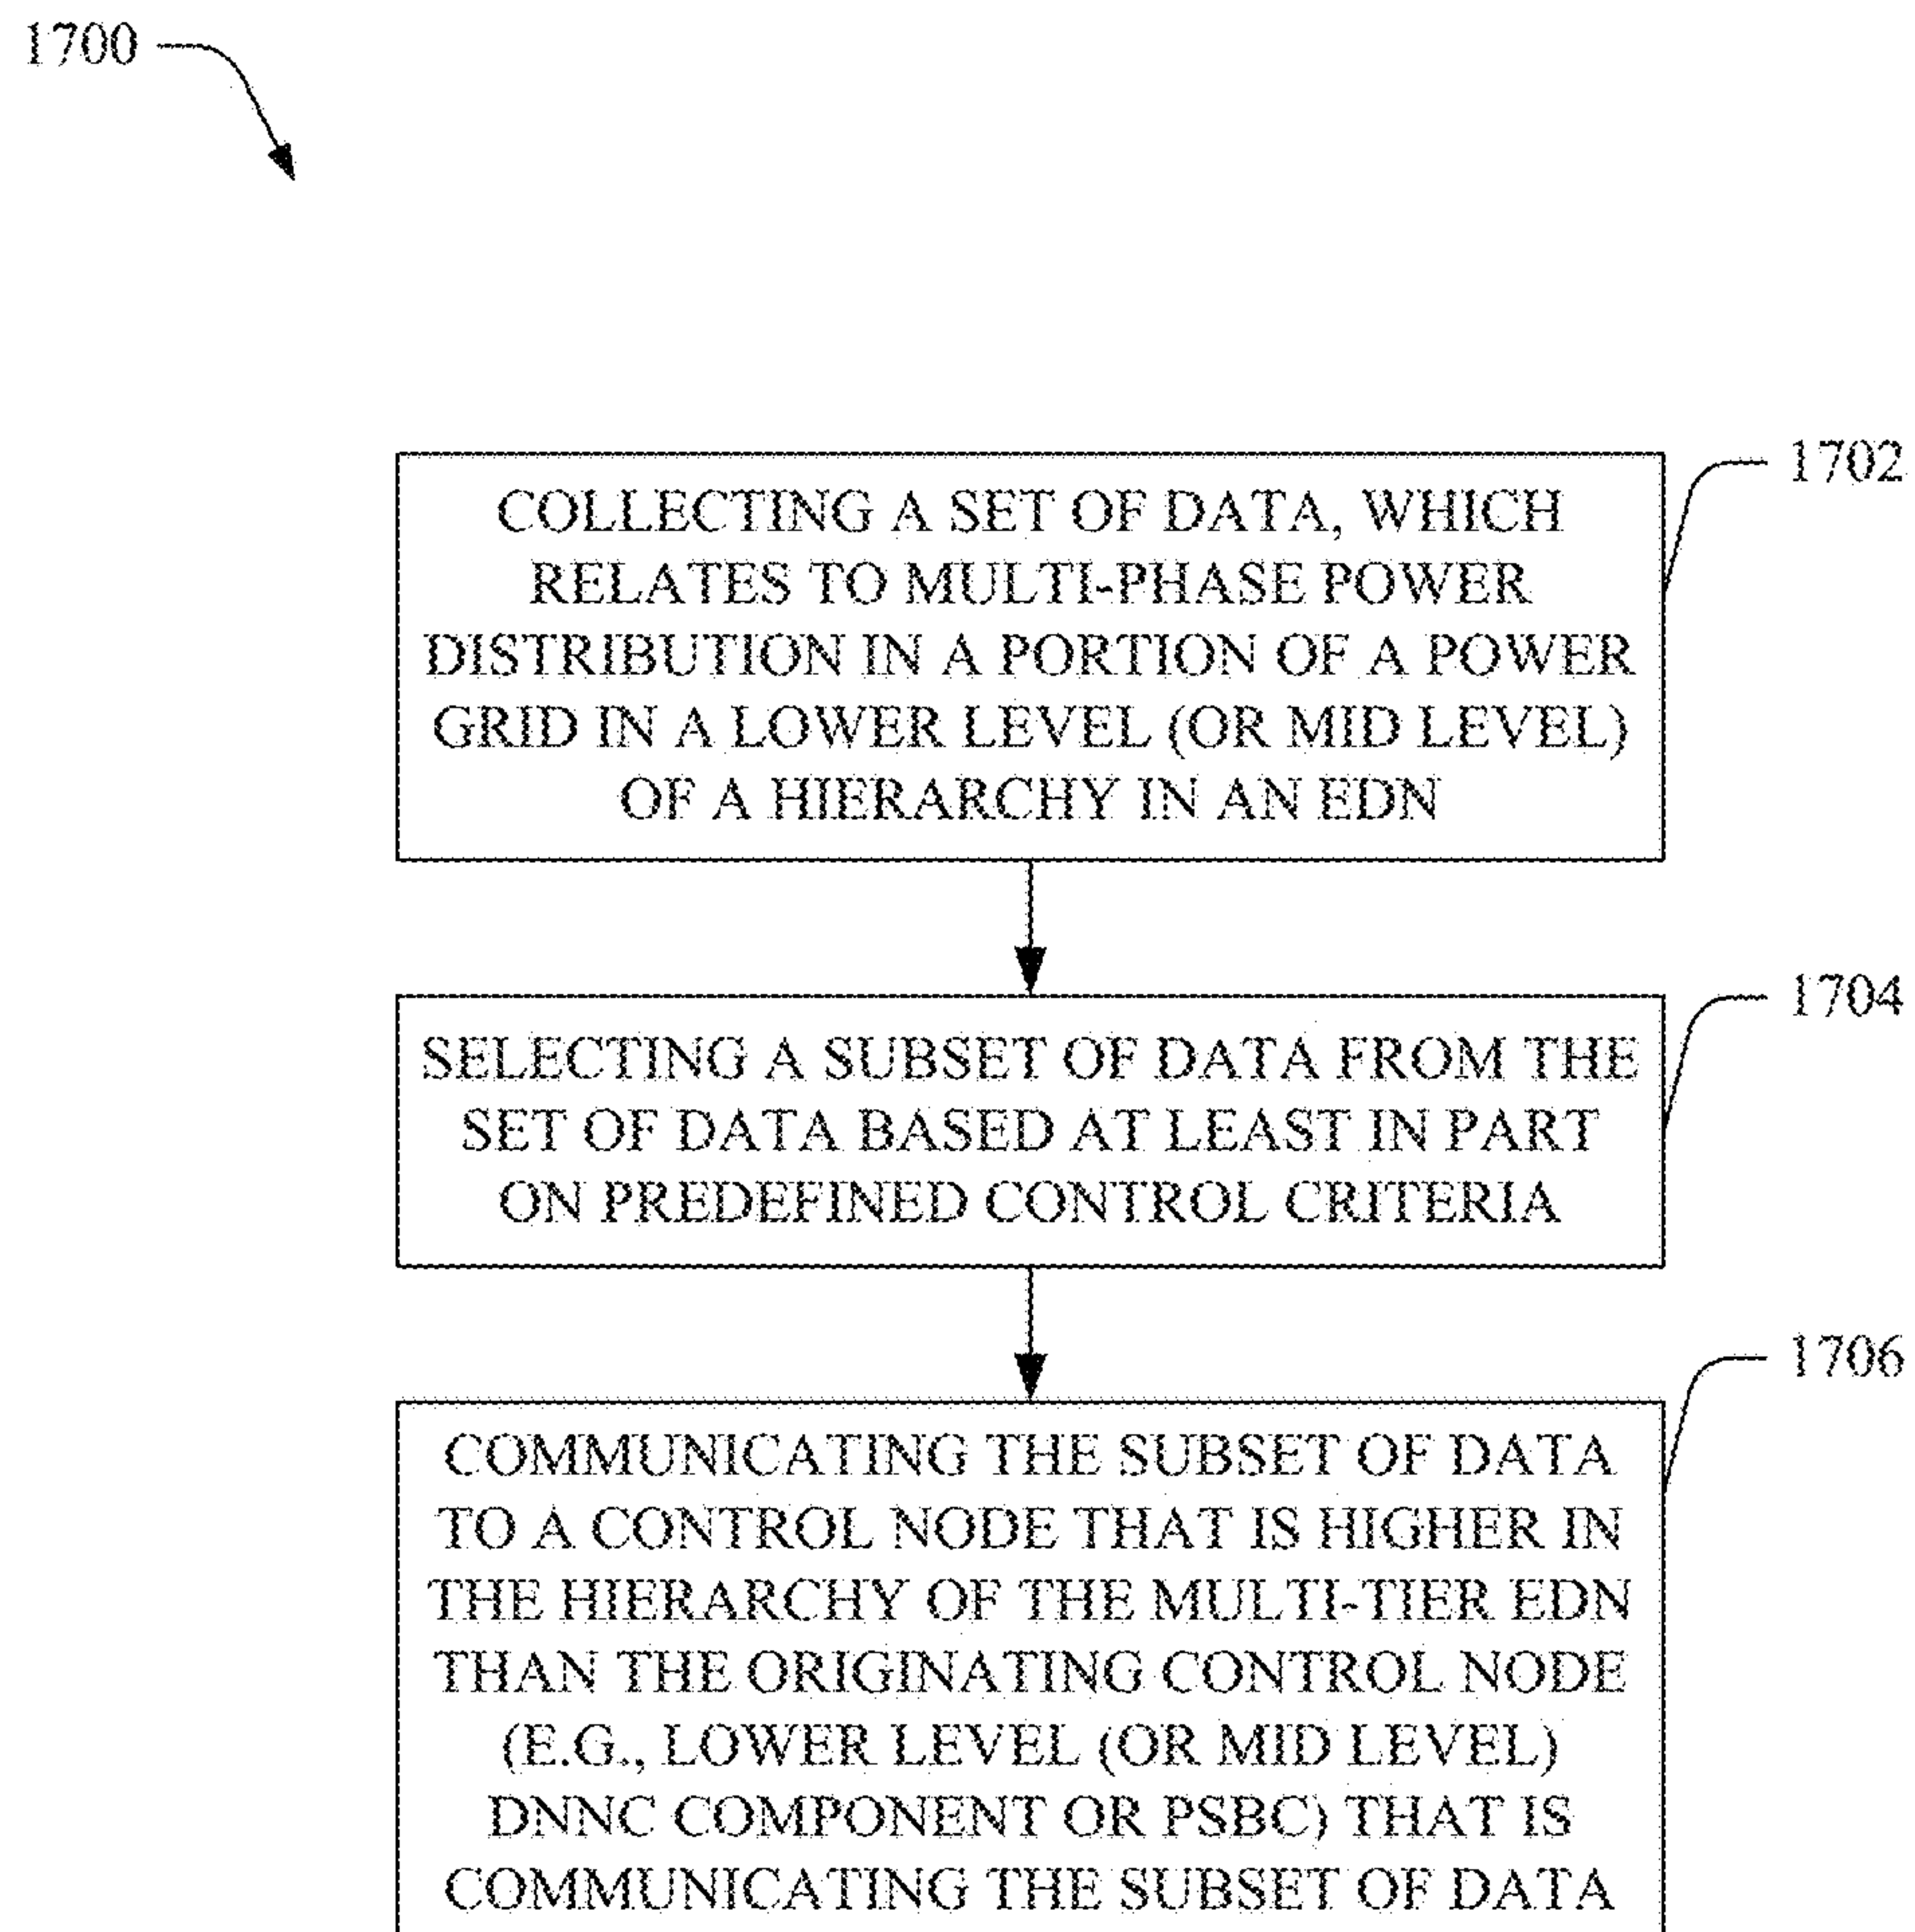 1700
1702
COLLECTING A SET OF DATA, WHICH
RELATES TO MULTI-PHASE POWER
DISTRIBUTION IN A PORTION OF A POWER
GRID IN A LOWER LEVEL (OR MID LEVEL)
OF A HIERARCHY IN AN EDN
1704
SELECTING A SUBSET OF DATA FROM THE
SET OF DATA BASED AT LEAST IN PART
ON PREDEFINED CONTROL CRITERIA
1706
COMMUNICATING THE SUBSET OF DATA
TO A CONTROL NODE THAT IS HIGHER IN
THE HIERARCHY OF THE MULTI-TIER EDN
THAN THE ORIGINATING CONTROL NODE
(E.G., LOWER LEVEL (OR MID LEVEL)
DNNC COMPONENT OR PSBC) THAT IS
COMMUNICATING THE SUBSET OF DATA